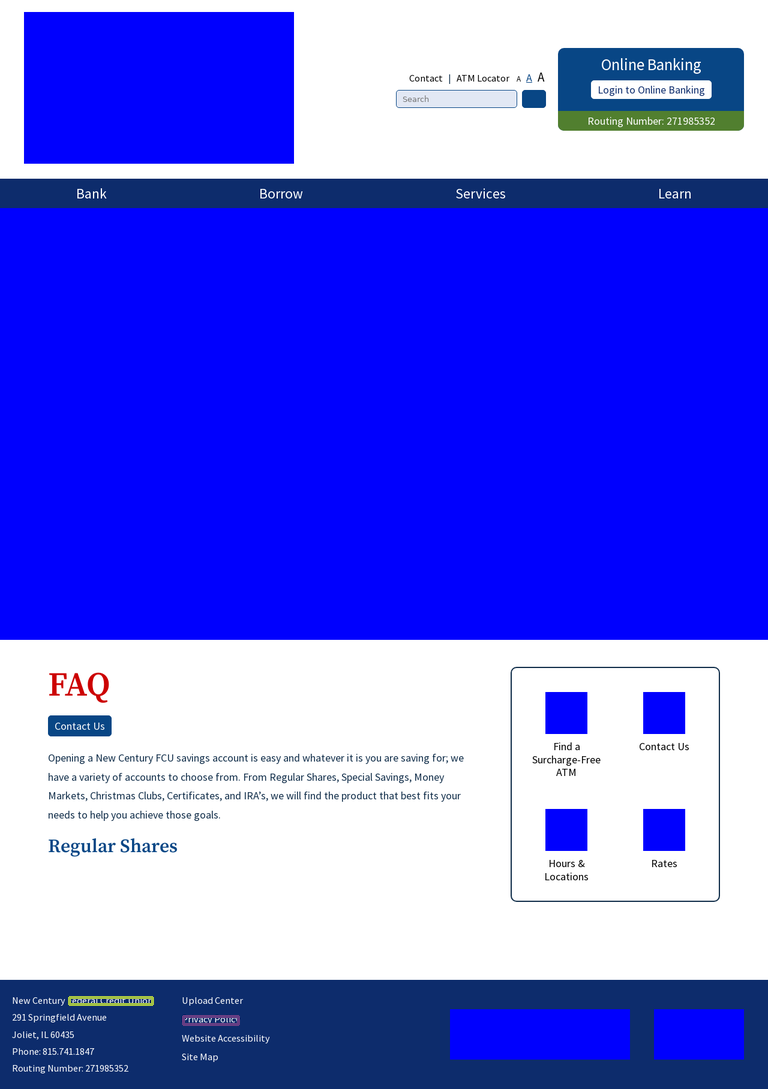 Contact | ATM Locator A A A
Search
Online Banking
Login to Online Banking
Routing Number: 271985352
Bank Borrow Services Learn
FAQ
Contact Us
Opening a New Century FCU savings account is easy and whatever it is you are saving for; we
have a variety of accounts to choose from. From Regular Shares, Special Savings, Money
Markets, Christmas Clubs, Certificates, and IRA's, we will find the product that best fits your
needs to help you achieve those goals.
Regular Shares
Find a
Surcharge-Free
ATM
Contact Us
Hours &
Locations
Rates
New Century Federal Credit Union
291 Springfield Avenue
Joliet, IL 60435
Phone: 815.741.1847
Routing Number: 271985352
Upload Center
Privacy Policy
Website Accessibility
Site Map